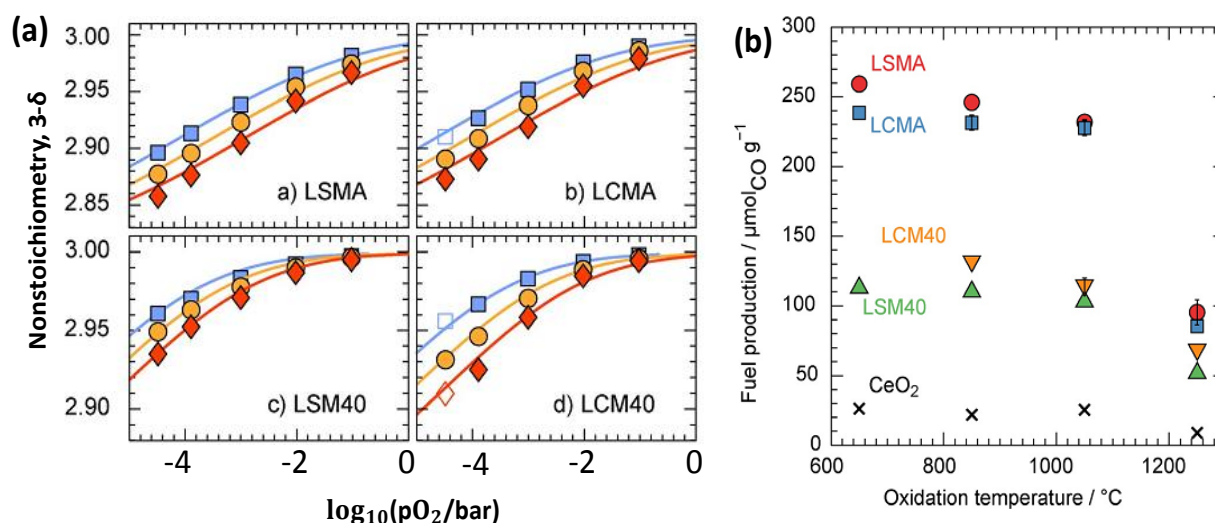 (a)
Nonstoichiometry, 3-δ
3.00
2.95
2.90
2.85
a) LSMA
b) LCMA
3.00
2.95
2.90
c) LSM40
d) LCM40
-4 -2 0 -4 -2 0
log₁₀(pO₂/bar)
(b)
Fuel production / μmol_CO g⁻¹
300
250
200
150
100
50
0
LSMA
LCMA
LCM40
LSM40
CeO₂
600 800 1000 1200
Oxidation temperature / °C